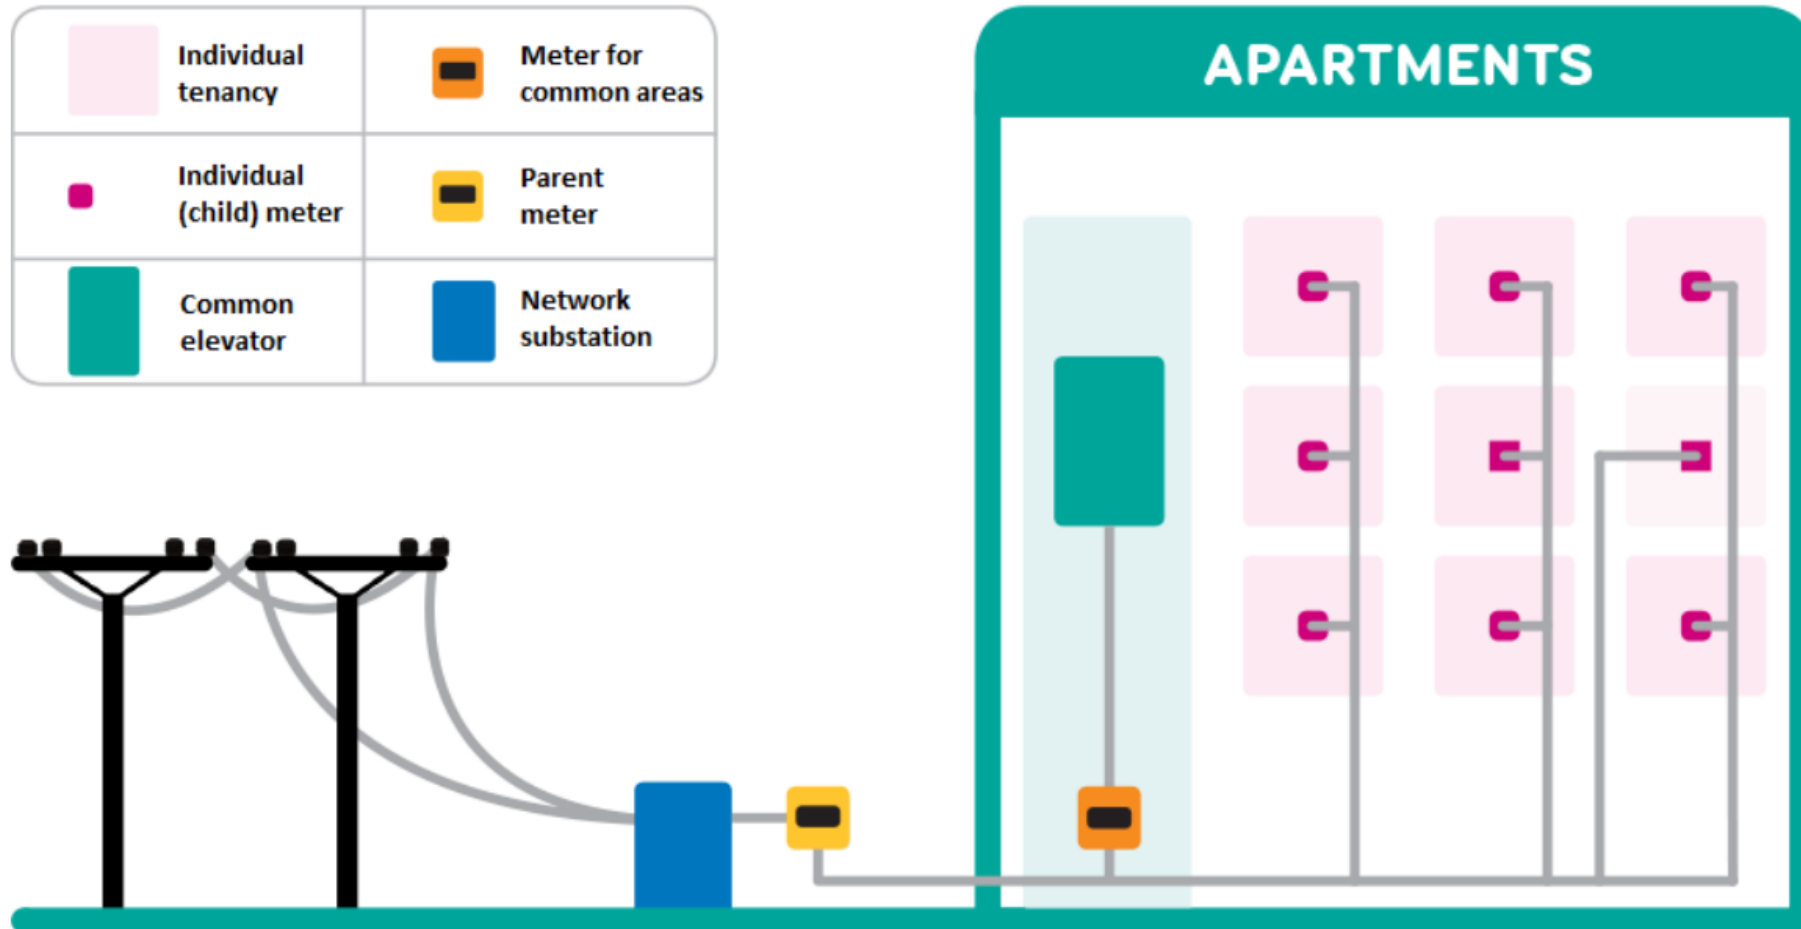 Individual
tenancy
Meter for
common areas
Individual
(child) meter
Parent
meter
Common
elevator
Network
substation
APARTMENTS